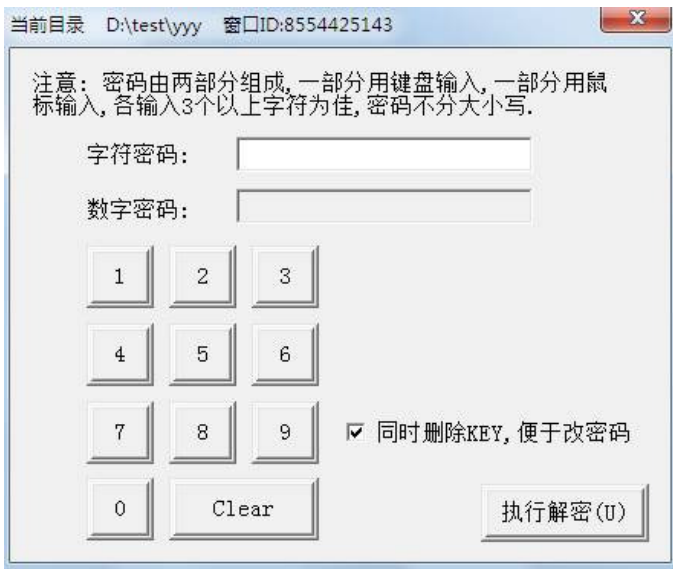 当前目录 D:\test\yyy 窗口ID:8554425143
注意: 密码由两部分组成,一部分用键盘输入,一部分用鼠
标输入,各输入3个以上字符为佳,密码不分大小写.
字符密码:
数字密码:
1 2 3
4 5 6
7 8 9 同时删除KEY,便于改密码
0 Clear 执行解密(U)